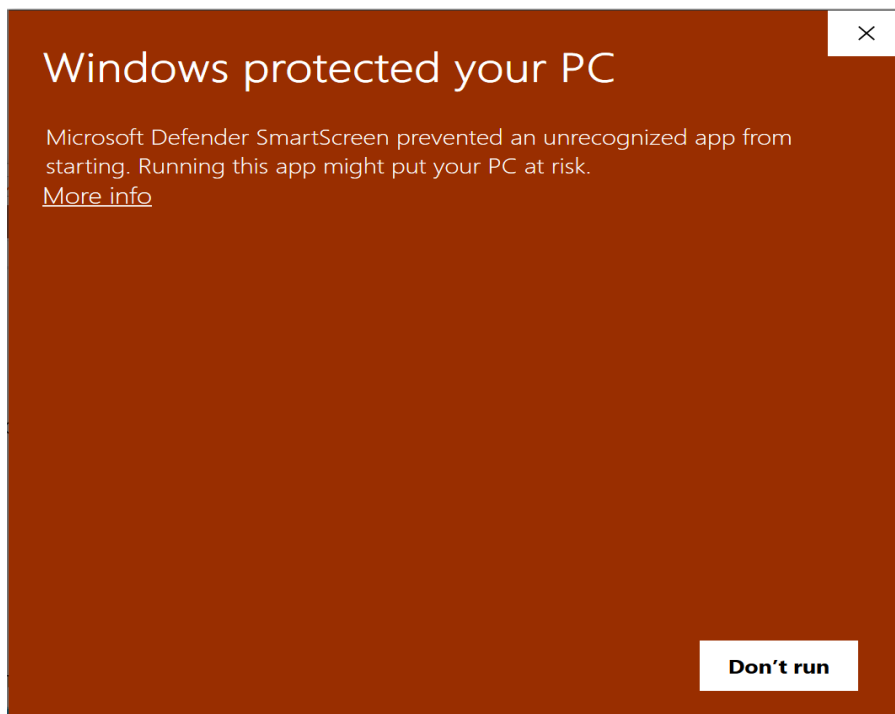 Windows protected your PC
Microsoft Defender SmartScreen prevented an unrecognized app from
starting. Running this app might put your PC at risk.
More info
Don’t run